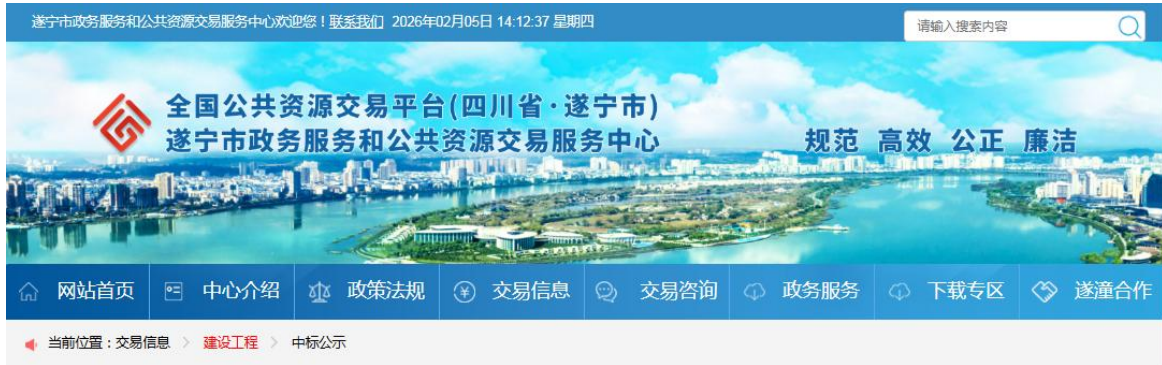 遂宁市政务服务和公共资源交易服务中心欢迎您！联系我们 2026年02月05日 14:12:37 星期四
请输入搜索内容
全国公共资源交易平台(四川省·遂宁市)
遂宁市政务服务和公共资源交易服务中心
规范 高效 公正 廉洁
网站首页 中心介绍 政策法规 交易信息 交易咨询 政务服务 下载专区 遂潼合作
当前位置：交易信息 > 建设工程 > 中标公示